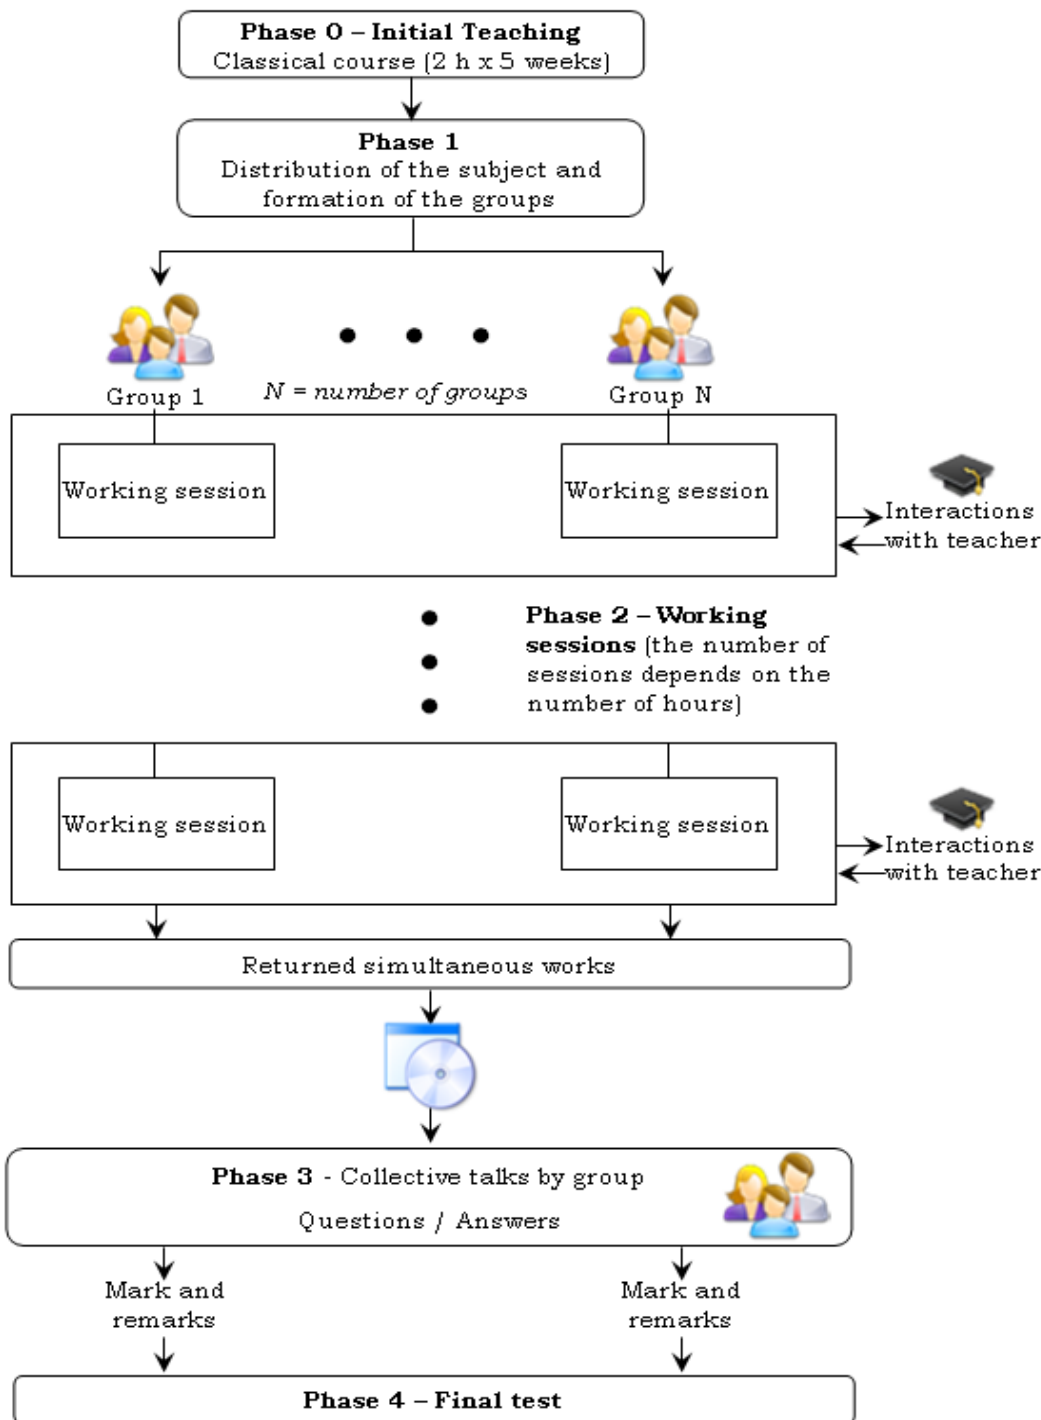 Phase 0 – Initial Teaching
Classical course (2 h x 5 weeks)
Phase 1
Distribution of the subject and
formation of the groups
Group 1
N = number of groups
Group N
Working session
Working session
Interactions
with teacher
Phase 2 – Working
sessions (the number of
sessions depends on the
number of hours)
Working session
Working session
Interactions
with teacher
Returned simultaneous works
Phase 3 - Collective talks by group
Questions / Answers
Mark and
remarks
Mark and
remarks
Phase 4 – Final test